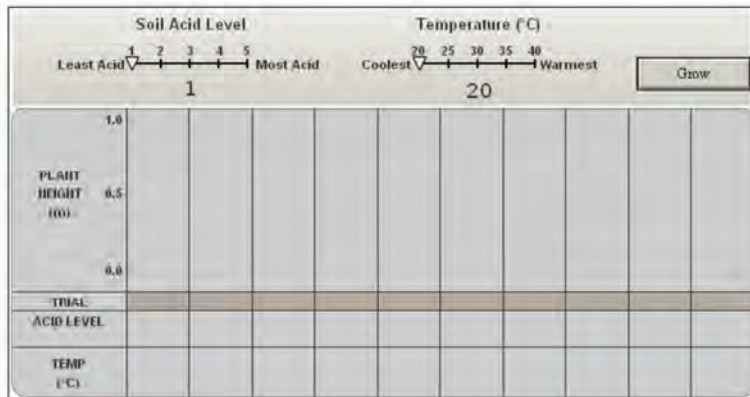 Soil Acid Level
Temperature (°C)
1 2 3 4 5
20 25 30 35 40
Least Acid
Most Acid
Coolest
Warmest
1
20
Grow
1.0
PLANT
HEIGHT 0.5
(m)
0.0
TRIAL
ACID LEVEL
TEMP
(°C)